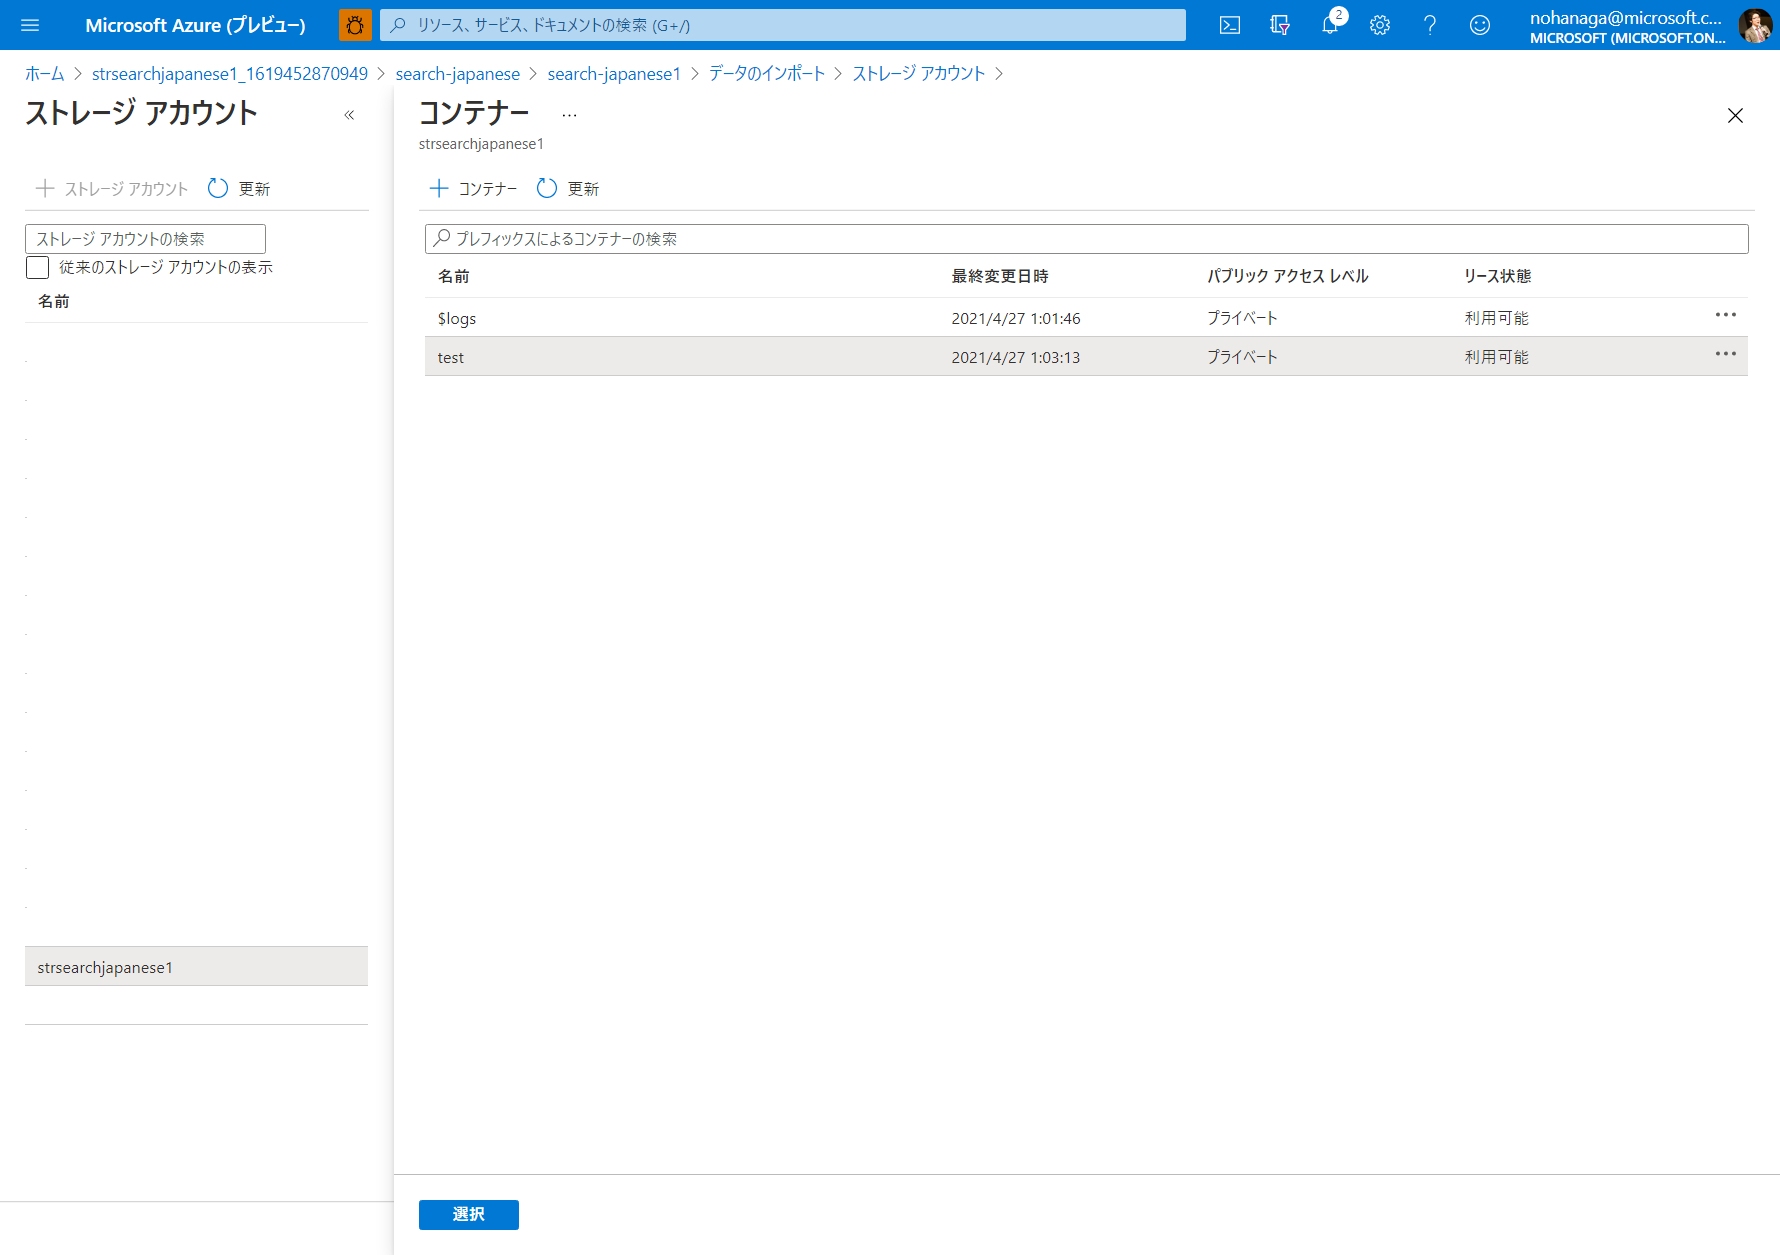 Microsoft Azure (プレビュー)
リソース、サービス、ドキュメントの検索 (G+/)
2
nohanaga@microsoft.c...
MICROSOFT (MICROSOFT.ON...
ホーム > strsearchjapanese1_1619452870949 > search-japanese > search-japanese1 > データのインポート > ストレージ アカウント >
ストレージ アカウント
«
ストレージ アカウント
更新
ストレージ アカウントの検索
従来のストレージ アカウントの表示
名前
strsearchjapanese1
コンテナー ...
strsearchjapanese1
コンテナー
更新
プレフィックスによるコンテナーの検索
名前 最終変更日時 パブリック アクセス レベル リース状態
$logs 2021/4/27 1:01:46 プライベート 利用可能 •••
test 2021/4/27 1:03:13 プライベート 利用可能 •••
選択